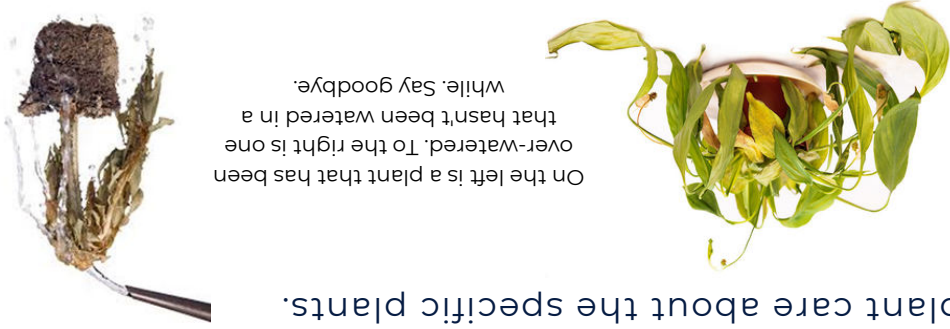 plant care about the specific plants.
On the left is a plant that has been
over-watered. To the right is one
that hasn't been watered in a
while. Say goodbye.